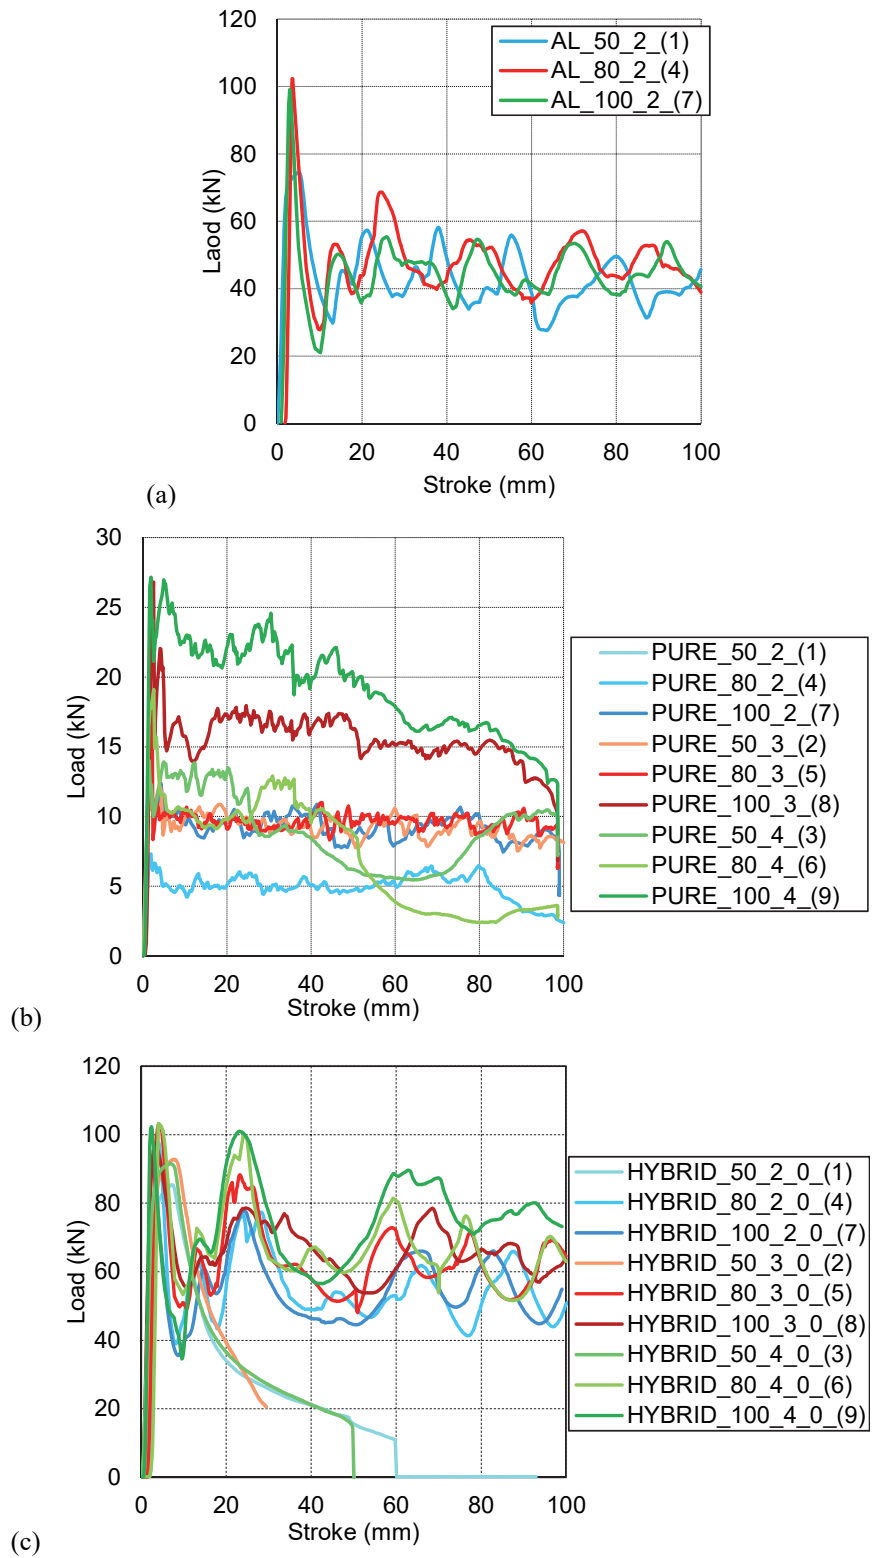 120
100
80
60
40
20
0
Laod (kN)
0 20 40 60 80 100
Stroke (mm)
AL_50_2_(1)
AL_80_2_(4)
AL_100_2_(7)
(a)
30
25
20
15
10
5
0
Load (kN)
0 20 40 60 80 100
Stroke (mm)
PURE_50_2_(1)
PURE_80_2_(4)
PURE_100_2_(7)
PURE_50_3_(2)
PURE_80_3_(5)
PURE_100_3_(8)
PURE_50_4_(3)
PURE_80_4_(6)
PURE_100_4_(9)
(b)
120
100
80
60
40
20
0
Load (kN)
0 20 40 60 80 100
Stroke (mm)
HYBRID_50_2_0_(1)
HYBRID_80_2_0_(4)
HYBRID_100_2_0_(7)
HYBRID_50_3_0_(2)
HYBRID_80_3_0_(5)
HYBRID_100_3_0_(8)
HYBRID_50_4_0_(3)
HYBRID_80_4_0_(6)
HYBRID_100_4_0_(9)
(c)